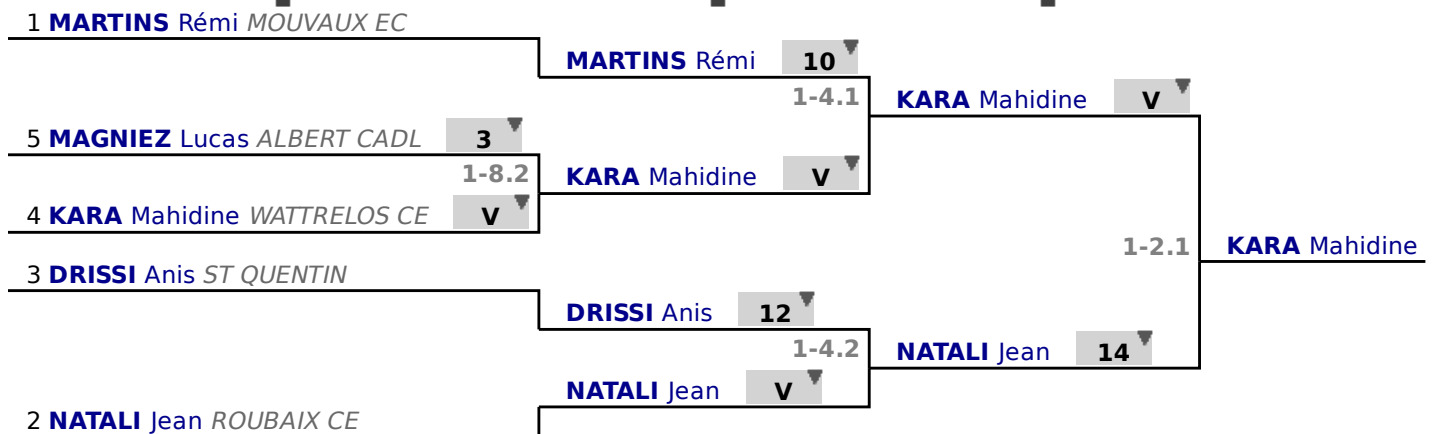 1 MARTINS Rémi MOUVAUX EC
MARTINS Rémi 10
1-4.1
KARA Mahidine V
5 MAGNIEZ Lucas ALBERT CADL 3
1-8.2
KARA Mahidine V
4 KARA Mahidine WATTRELOS CE V
1-2.1
KARA Mahidine
3 DRISSI Anis ST QUENTIN
DRISSI Anis 12
1-4.2
NATALI Jean 14
NATALI Jean V
2 NATALI Jean ROUBAIX CE